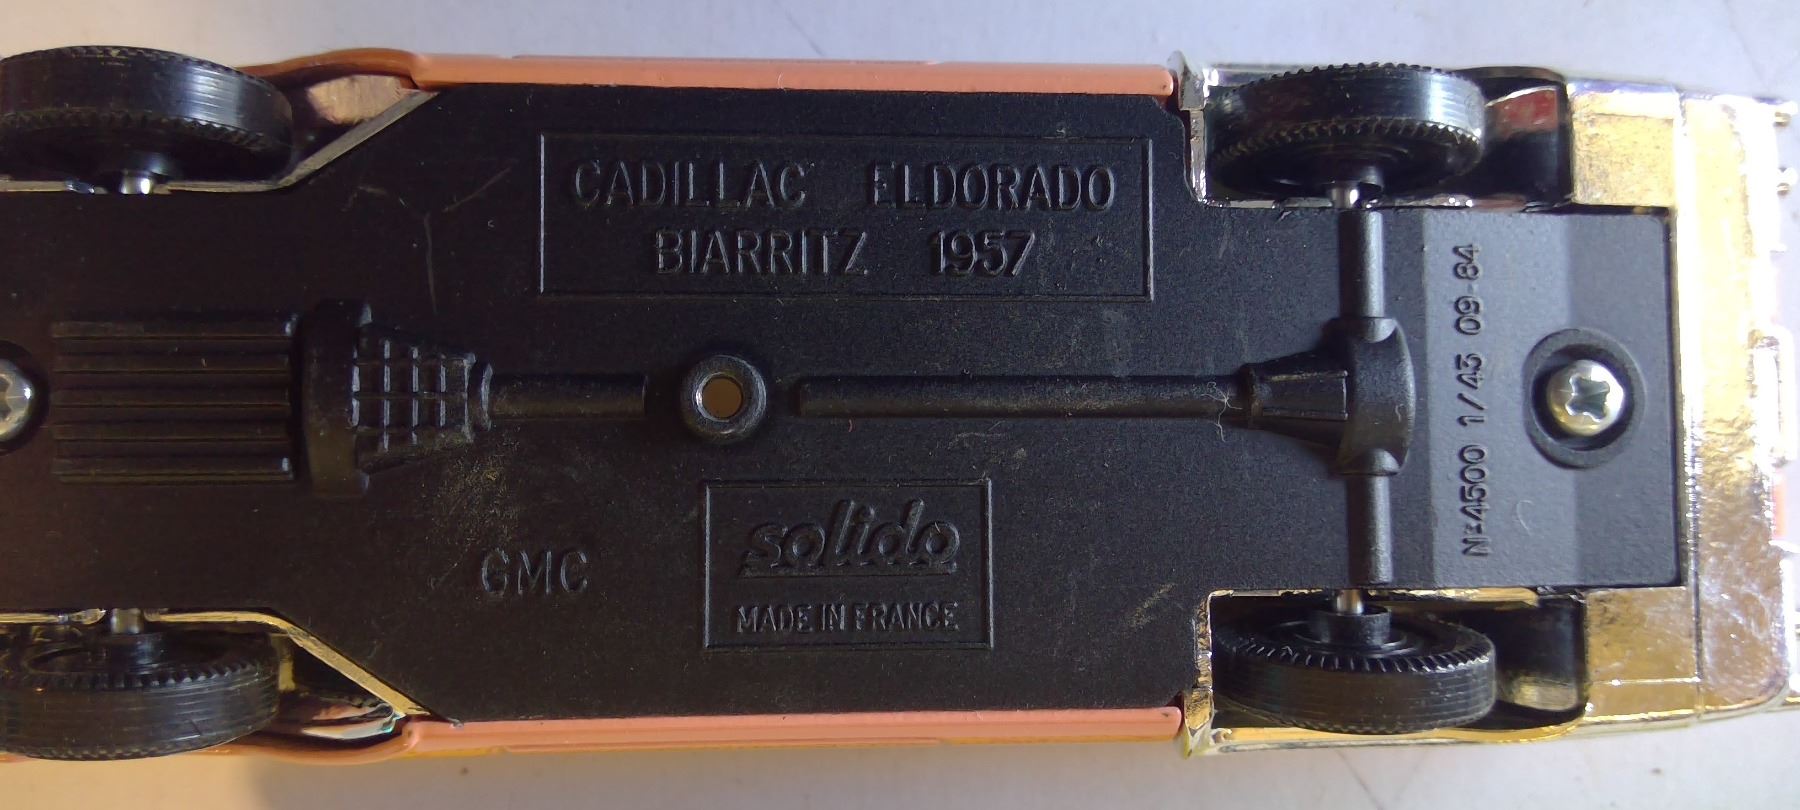 CADILLAC ELDORADO
BIARRITZ 1957
N° 4500 1/43 09-84
GMC
solido
MADE IN FRANCE